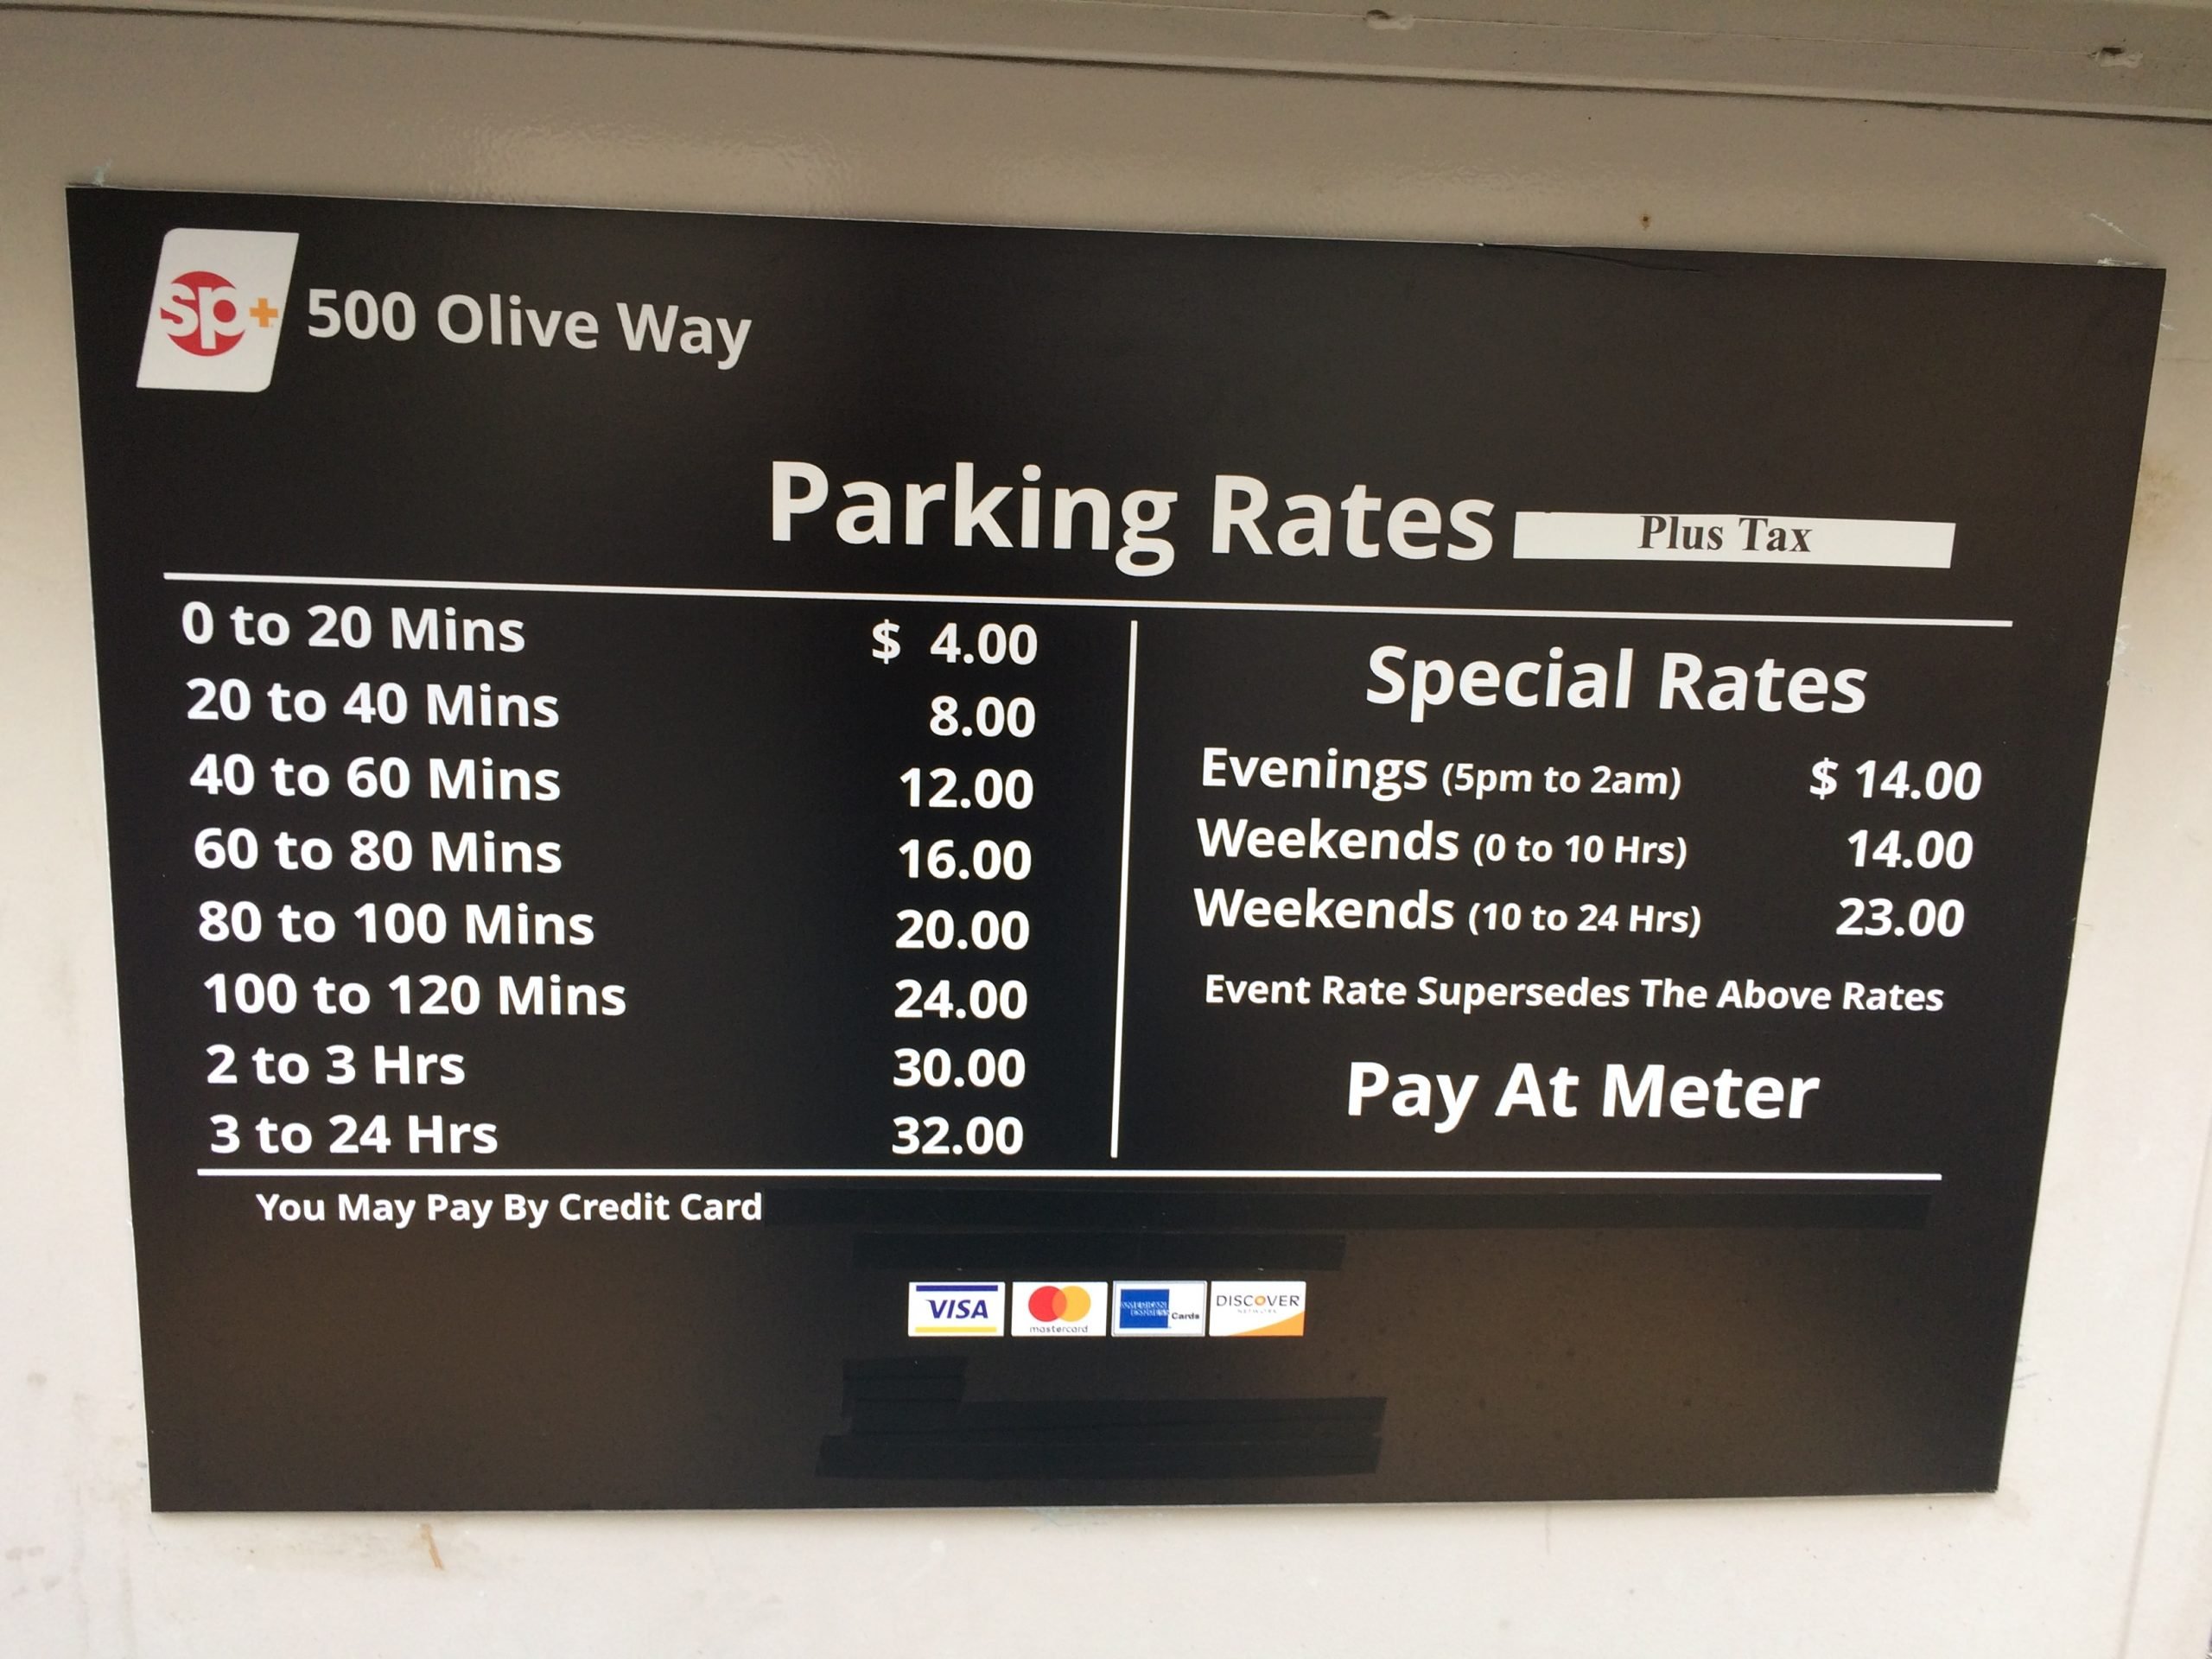 sp+ 500 Olive Way
Parking Rates Plus Tax
0 to 20 Mins $ 4.00
20 to 40 Mins 8.00
40 to 60 Mins 12.00
60 to 80 Mins 16.00
80 to 100 Mins 20.00
100 to 120 Mins 24.00
2 to 3 Hrs 30.00
3 to 24 Hrs 32.00
Special Rates
Evenings (5pm to 2am) $ 14.00
Weekends (0 to 10 Hrs) 14.00
Weekends (10 to 24 Hrs) 23.00
Event Rate Supersedes The Above Rates
Pay At Meter
You May Pay By Credit Card
VISA mastercard AMERICAN EXPRESS Cards DISCOVER NETWORK